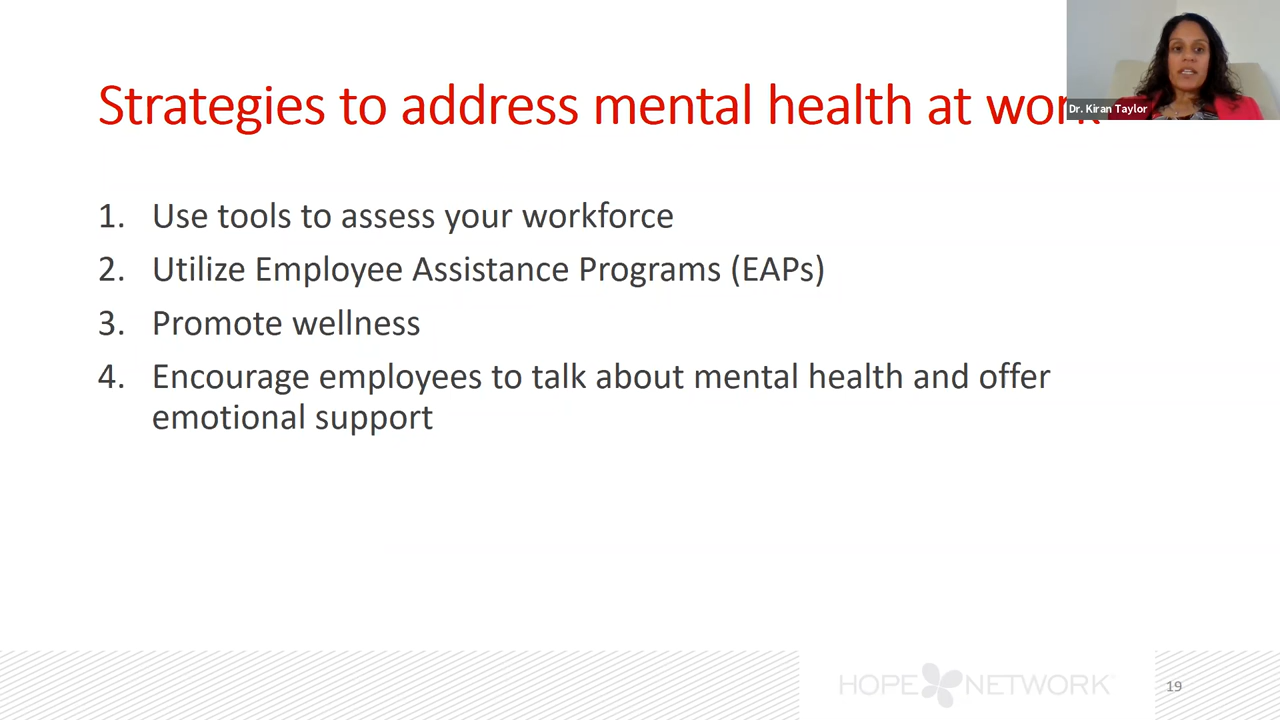 Strategies to address mental health at work
Dr. Kiran Taylor
1. Use tools to assess your workforce
2. Utilize Employee Assistance Programs (EAPs)
3. Promote wellness
4. Encourage employees to talk about mental health and offer
emotional support
HOPE NETWORK
19